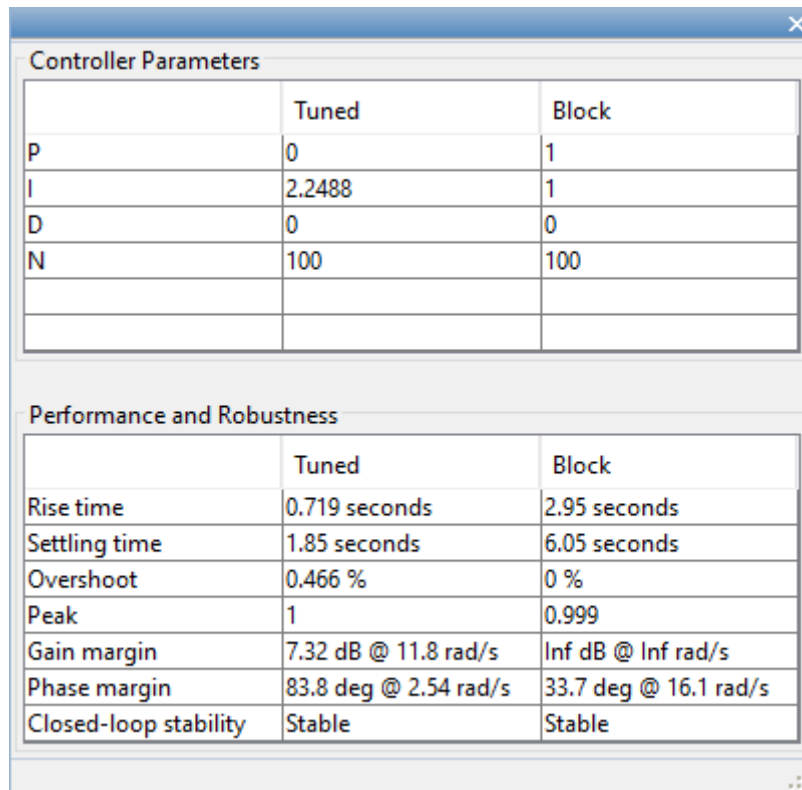 Controller Parameters
Tuned Block
P 0 1
I 2.2488 1
D 0 0
N 100 100
Performance and Robustness
Tuned Block
Rise time 0.719 seconds 2.95 seconds
Settling time 1.85 seconds 6.05 seconds
Overshoot 0.466 % 0 %
Peak 1 0.999
Gain margin 7.32 dB @ 11.8 rad/s Inf dB @ Inf rad/s
Phase margin 83.8 deg @ 2.54 rad/s 33.7 deg @ 16.1 rad/s
Closed-loop stability Stable Stable